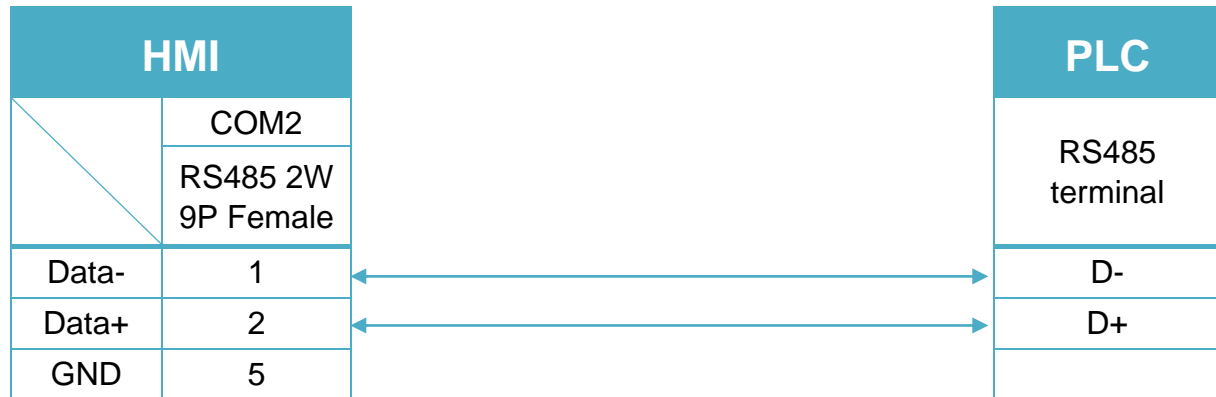 HMI PLC
COM2
RS485 2W
9P Female
RS485
terminal
Data- 1 D-
Data+ 2 D+
GND 5